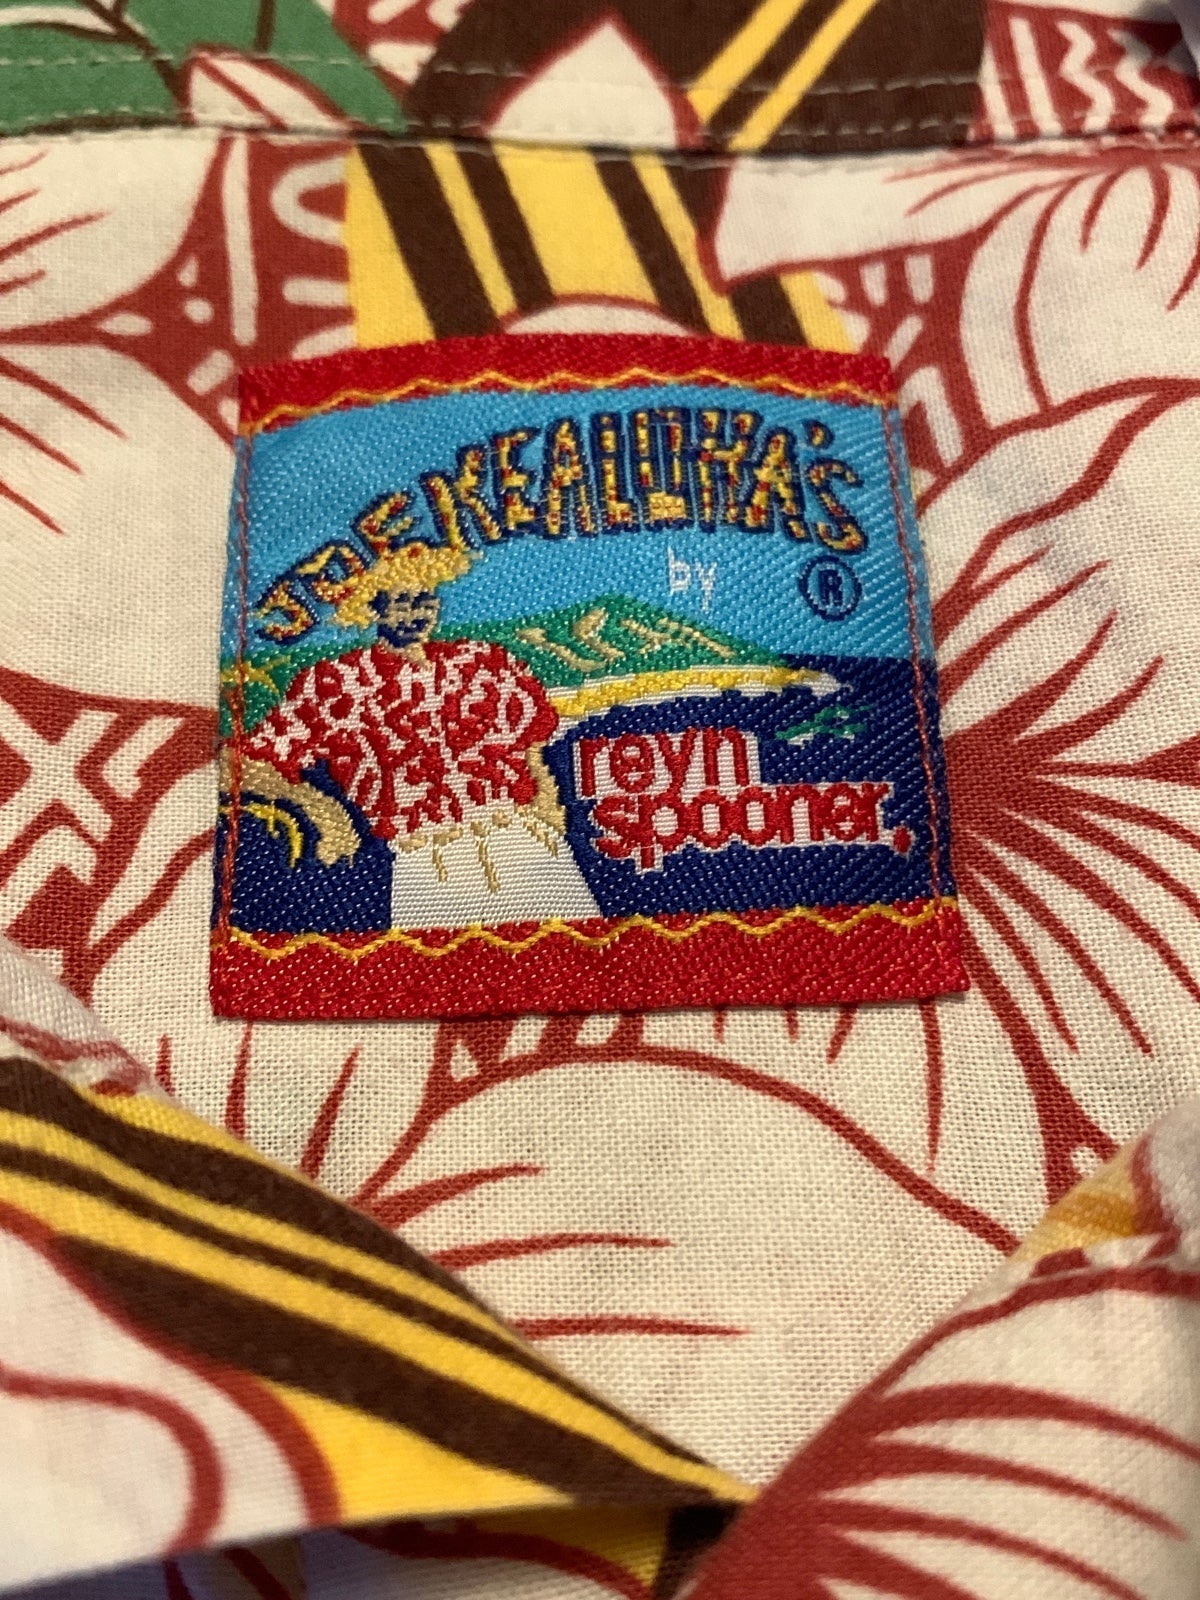 JOE KEALOHA'S
by ®
reyn
spooner.